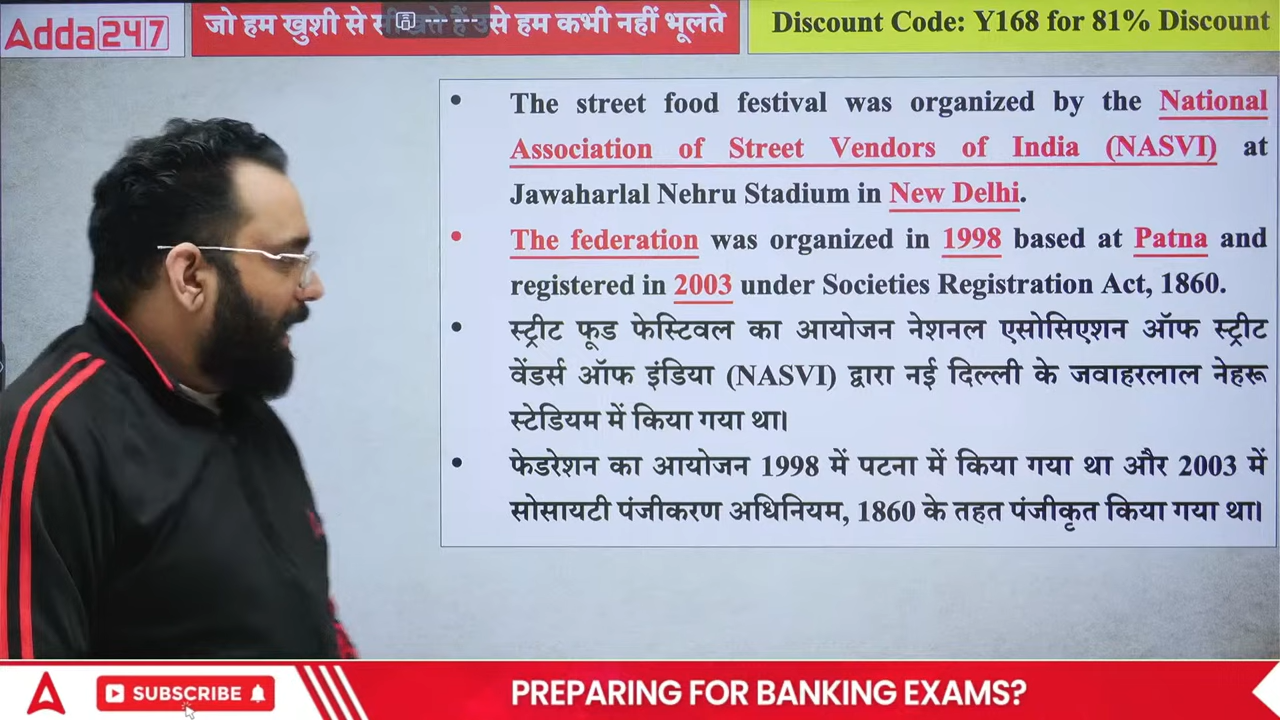 Adda247
जो हम खुशी से से हम कभी नहीं भूलते
Discount Code: Y168 for 81% Discount
• The street food festival was organized by the National
Association of Street Vendors of India (NASVI) at
Jawaharlal Nehru Stadium in New Delhi.
• The federation was organized in 1998 based at Patna and
registered in 2003 under Societies Registration Act, 1860.
• स्ट्रीट फूड फेस्टिवल का आयोजन नेशनल एसोसिएशन ऑफ स्ट्रीट
वेंडर्स ऑफ इंडिया (NASVI) द्वारा नई दिल्ली के जवाहरलाल नेहरू
स्टेडियम में किया गया था।
• फेडरेशन का आयोजन 1998 में पटना में किया गया था और 2003 में
सोसायटी पंजीकरण अधिनियम, 1860 के तहत पंजीकृत किया गया था।
SUBSCRIBE
PREPARING FOR BANKING EXAMS?